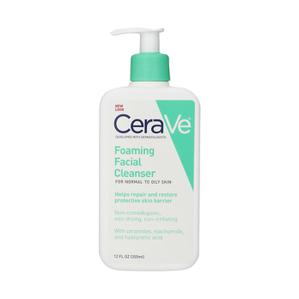 NEW
LOOK
CeraVe
DEVELOPED WITH DERMATOLOGISTS
Foaming
Facial
Cleanser
FOR NORMAL TO OILY SKIN
Helps repair and restore
protective skin barrier
Non-comedogenic,
non-drying, non-irritating
With ceramides, niacinamide,
and hyaluronic acid
12 FL OZ (355ml)